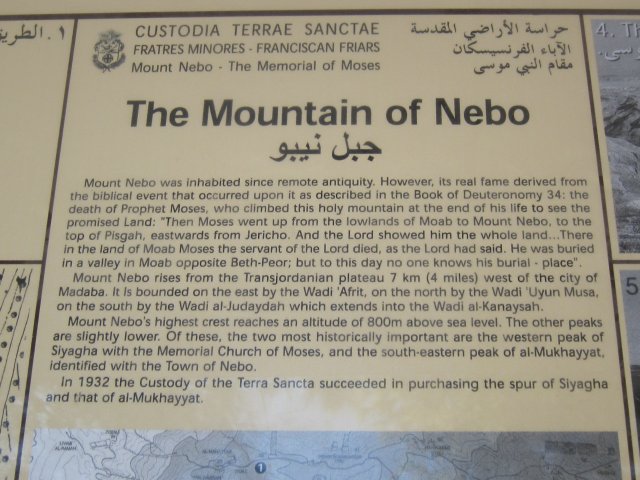 ١. الطريق
CUSTODIA TERRAE SANCTAE
FRATRES MINORES - FRANCISCAN FRIARS
Mount Nebo - The Memorial of Moses
حراسة الأراضي المقدسة
الآباء الفرنسيسكان
مقام النبي موسى
4. Th
The Mountain of Nebo
جبل نيبو
Mount Nebo was inhabited since remote antiquity. However, its real fame derived from
the biblical event that occurred upon it as described in the Book of Deuteronomy 34: the
death of Prophet Moses, who climbed this holy mountain at the end of his life to see the
promised Land: "Then Moses went up from the lowlands of Moab to Mount Nebo, to the
top of Pisgah, eastwards from Jericho. And the Lord showed him the whole land...There
in the land of Moab Moses the servant of the Lord died, as the Lord had said. He was buried
in a valley in Moab opposite Beth-Peor; but to this day no one knows his burial - place".
Mount Nebo rises from the Transjordanian plateau 7 km (4 miles) west of the city of
Madaba. It is bounded on the east by the Wadi 'Afrit, on the north by the Wadi 'Uyun Musa,
on the south by the Wadi al-Judaydah which extends into the Wadi al-Kanaysah.
Mount Nebo's highest crest reaches an altitude of 800m above sea level. The other peaks
are slightly lower. Of these, the two most historically important are the western peak of
Siyagha with the Memorial Church of Moses, and the south-eastern peak of al-Mukhayyat,
identified with the Town of Nebo.
In 1932 the Custody of the Terra Sancta succeeded in purchasing the spur of Siyagha
and that of al-Mukhayyat.
5
1